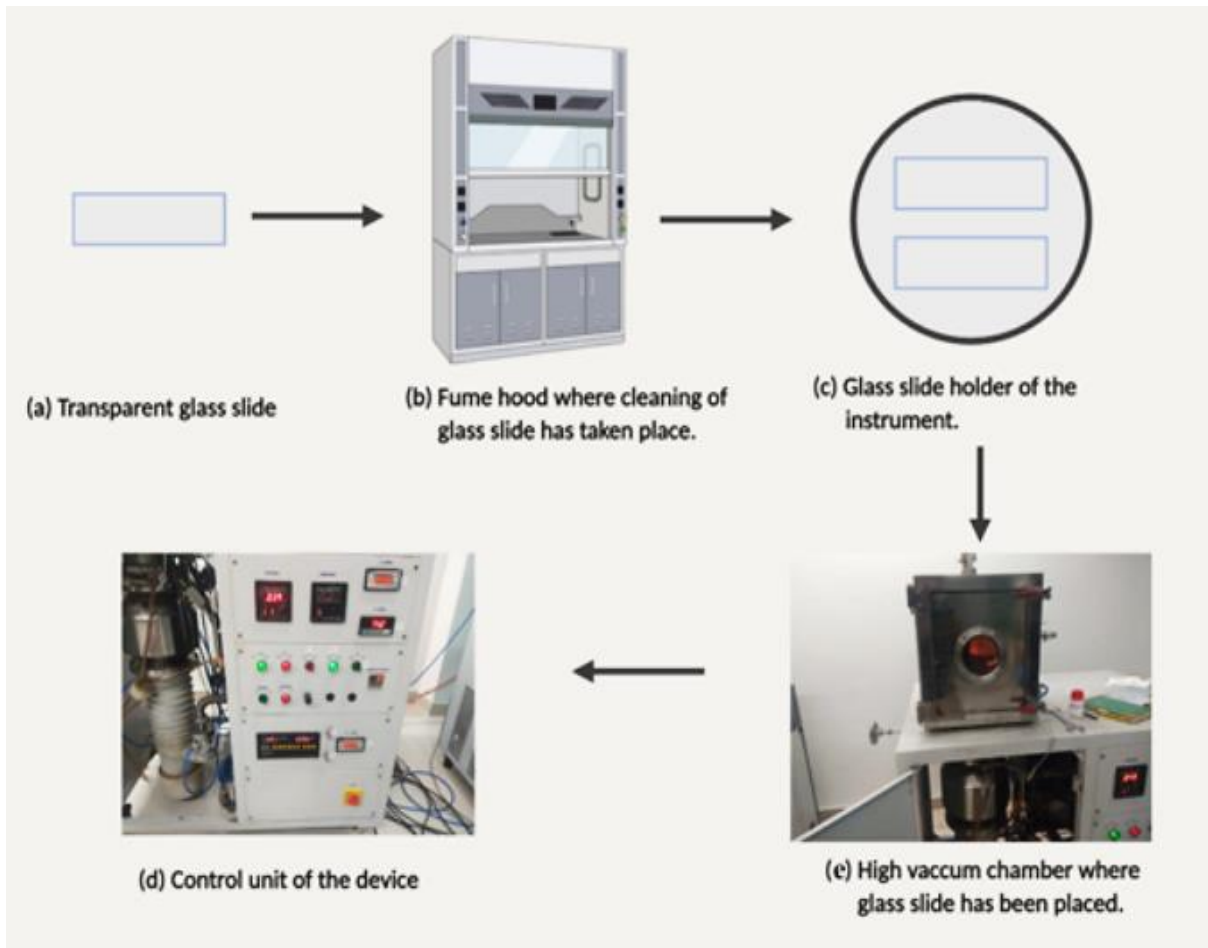 (a) Transparent glass slide
(b) Fume hood where cleaning of
glass slide has taken place.
(c) Glass slide holder of the
instrument.
(d) Control unit of the device
(e) High vaccum chamber where
glass slide has been placed.